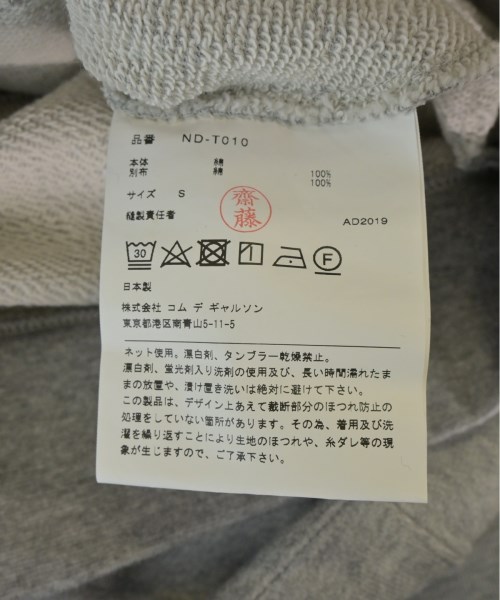 品番 ND-T010
本体 綿 100%
別布 綿 100%
サイズ S
齋藤
縫製責任者
AD2019
30
F
日本製
株式会社 コム デ ギャルソン
東京都港区南青山5-11-5
ネット使用。漂白剤、タンブラー乾燥禁止。
漂白剤、蛍光剤入り洗剤の使用及び、長い時間濡れたま
まの放置や、漬け置き洗いは絶対に避けて下さい。
この製品は、デザイン上あえて裁断部分のほつれ防止の
処理をしていない箇所があります。その為、着用及び洗
濯を繰り返すことにより生地のほつれや、糸ダレ等の現
象が生じますので、ご了承下さい。